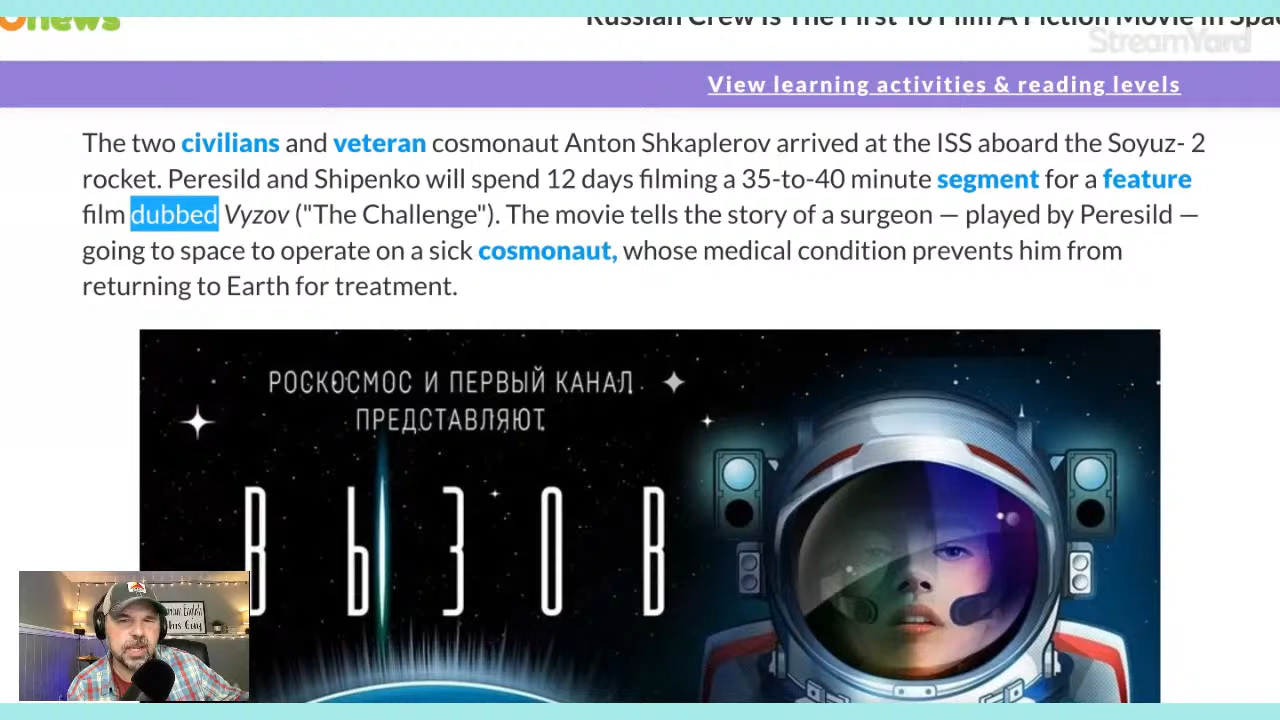 news
Russian Crew Is The First To Film A Fiction Movie In Spa
StreamYard
View learning activities & reading levels
The two civilians and veteran cosmonaut Anton Shkaplerov arrived at the ISS aboard the Soyuz- 2
rocket. Peresild and Shipenko will spend 12 days filming a 35-to-40 minute segment for a feature
film dubbed Vyzov ("The Challenge"). The movie tells the story of a surgeon — played by Peresild —
going to space to operate on a sick cosmonaut, whose medical condition prevents him from
returning to Earth for treatment.
РОСКОСМОС И ПЕРВЫЙ КАНАЛ
ПРЕДСТАВЛЯЮТ
ВЫЗОВ